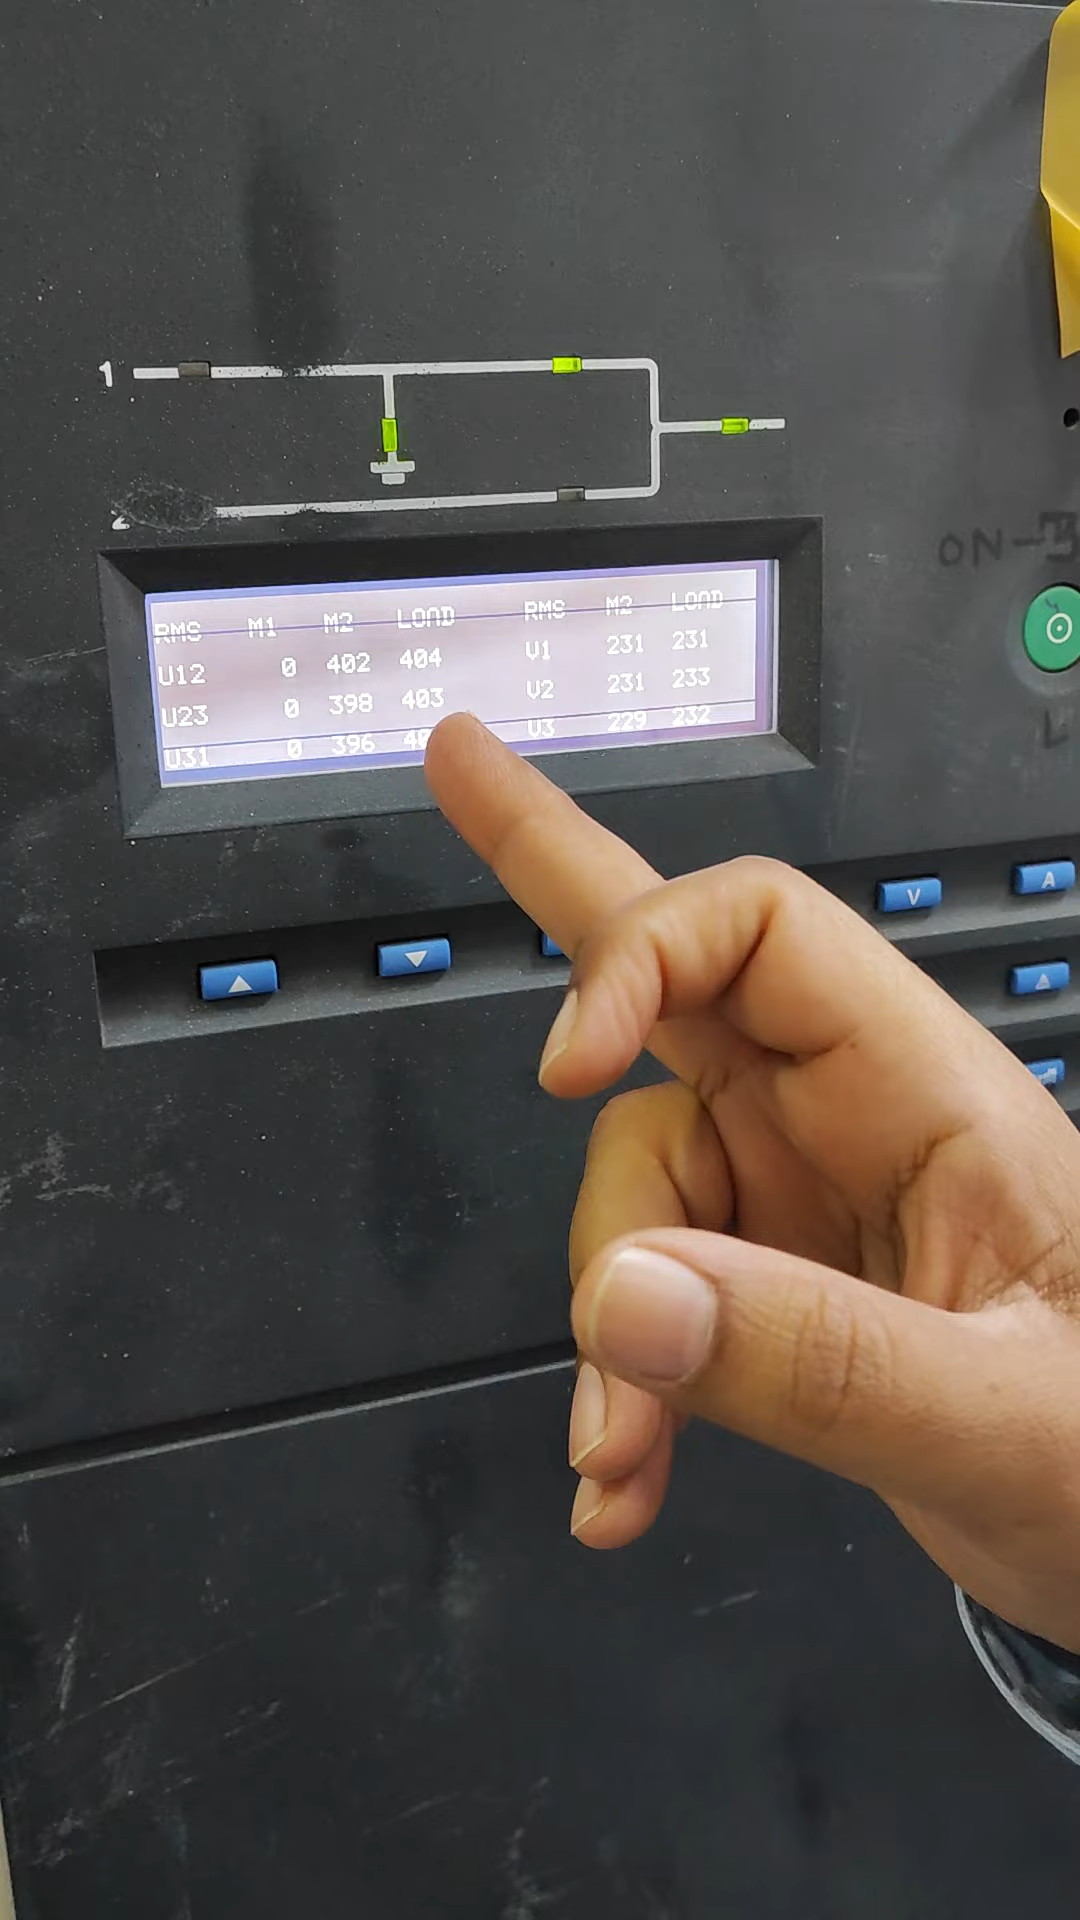 1
2
ON-
RMS M1 M2 LOAD RMS M2 LOAD
U12 0 402 404 V1 231 231
U23 0 398 403 V2 231 233
U31 0 396 V3 229 232
V
A